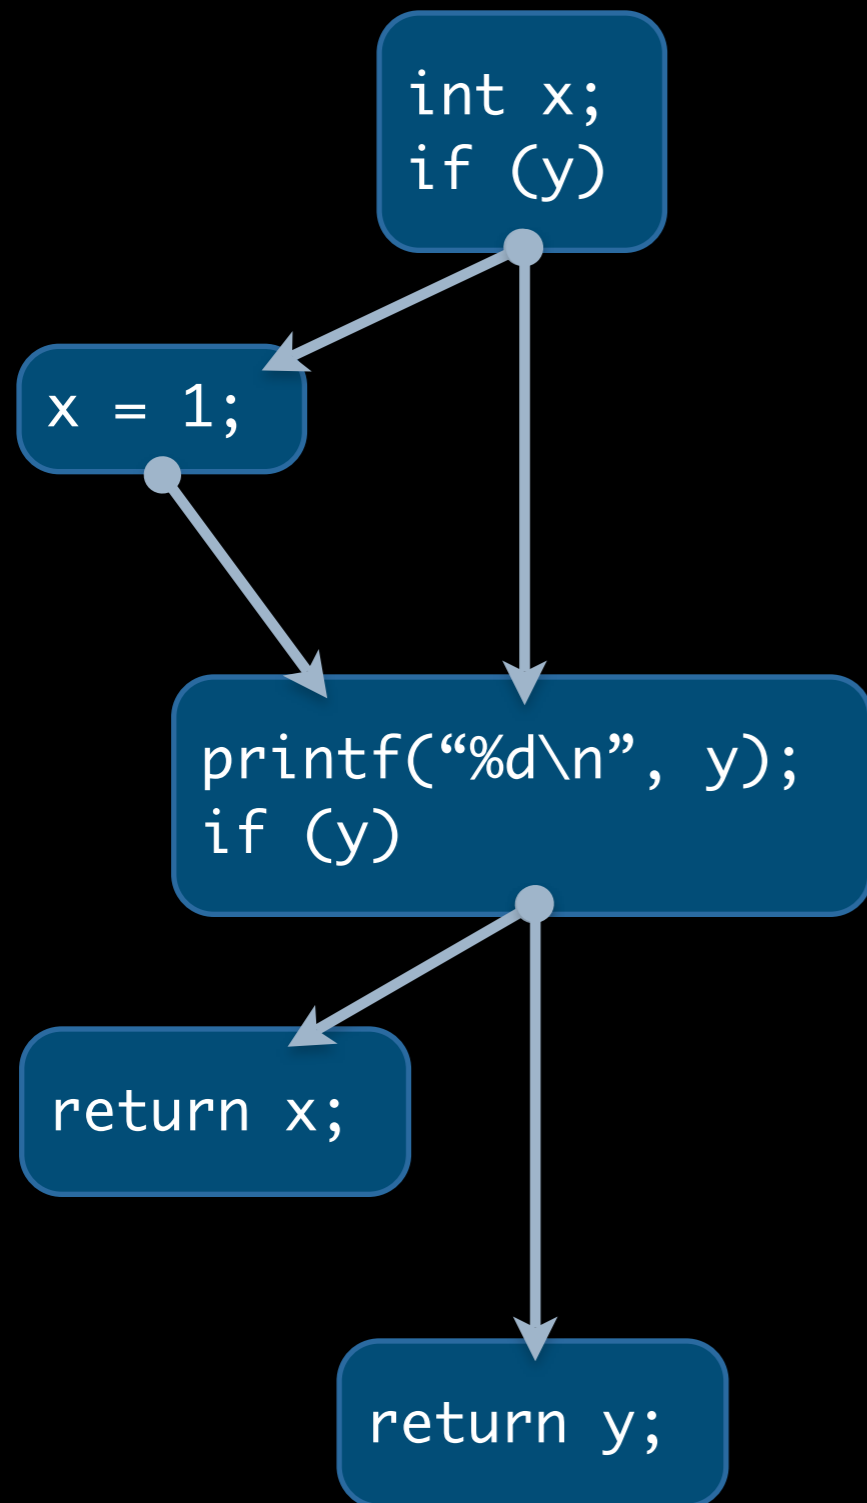 int x;
if (y)
x = 1;
printf(“%d\n”, y);
if (y)
return x;
return y;